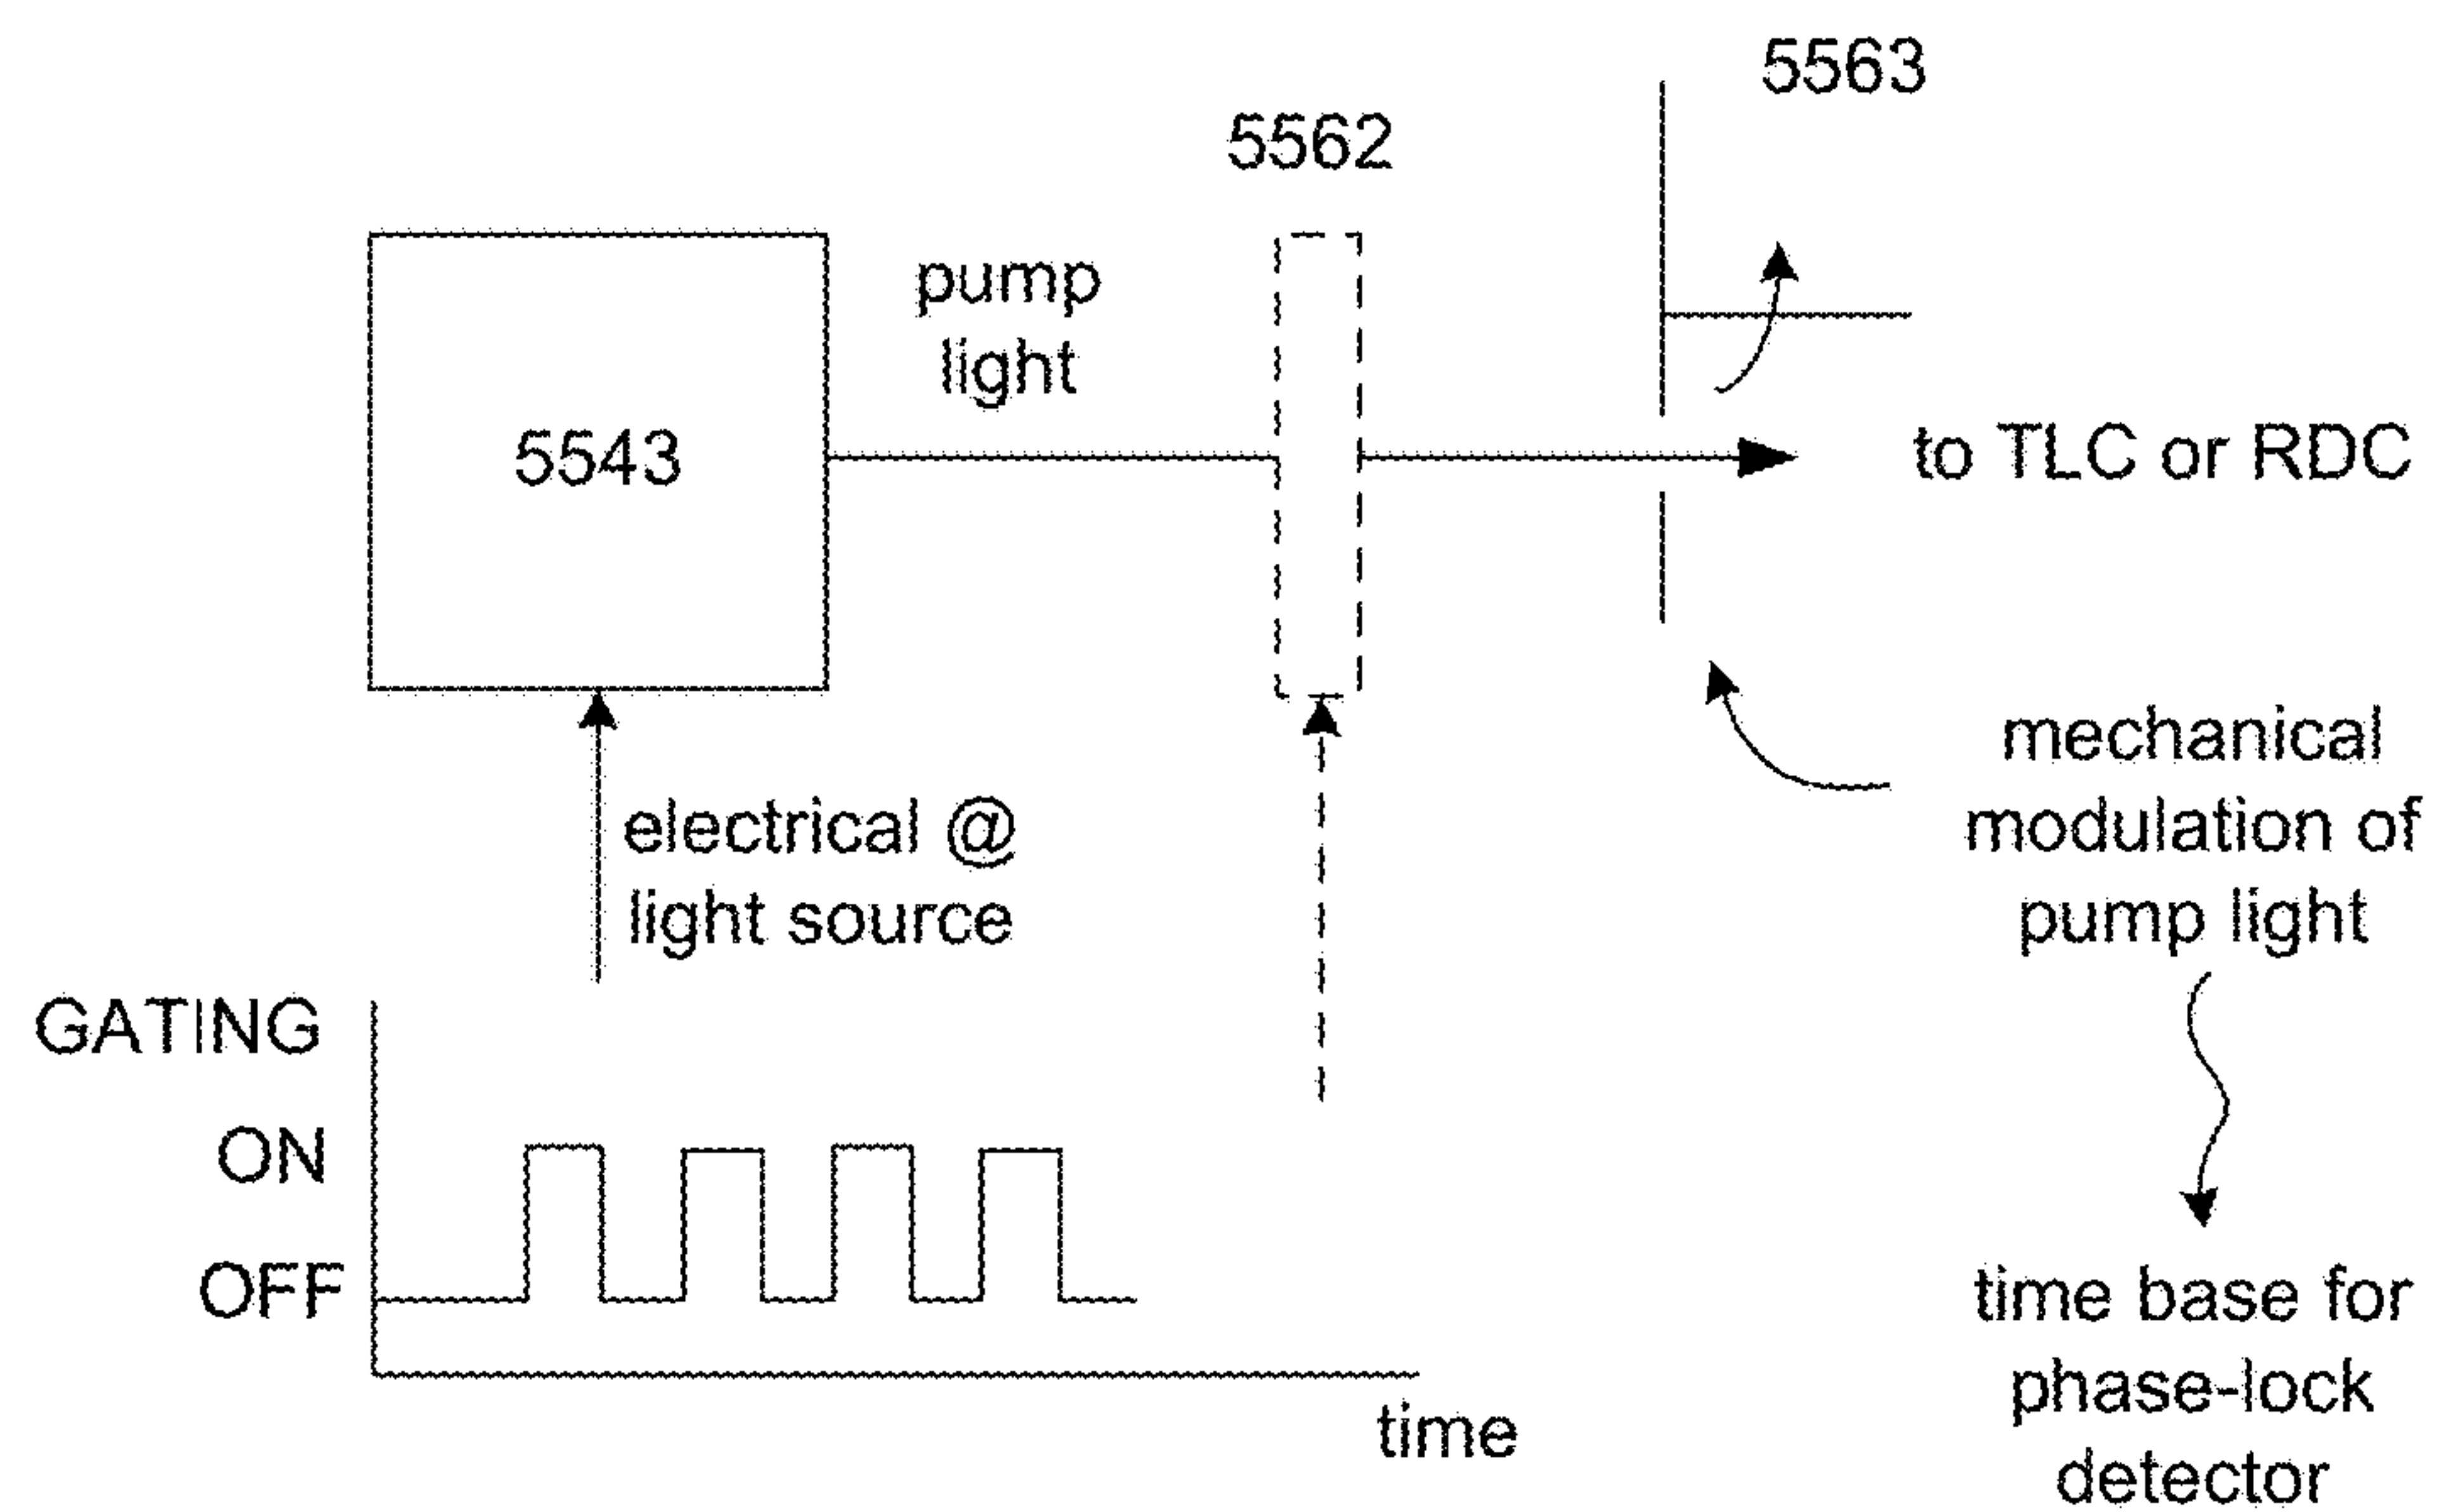 5563
5562
pump
light
5543
to TLC or RDC
mechanical
modulation of
pump light
electrical @
light source
GATING
ON
OFF
time
time base for
phase-lock
detector